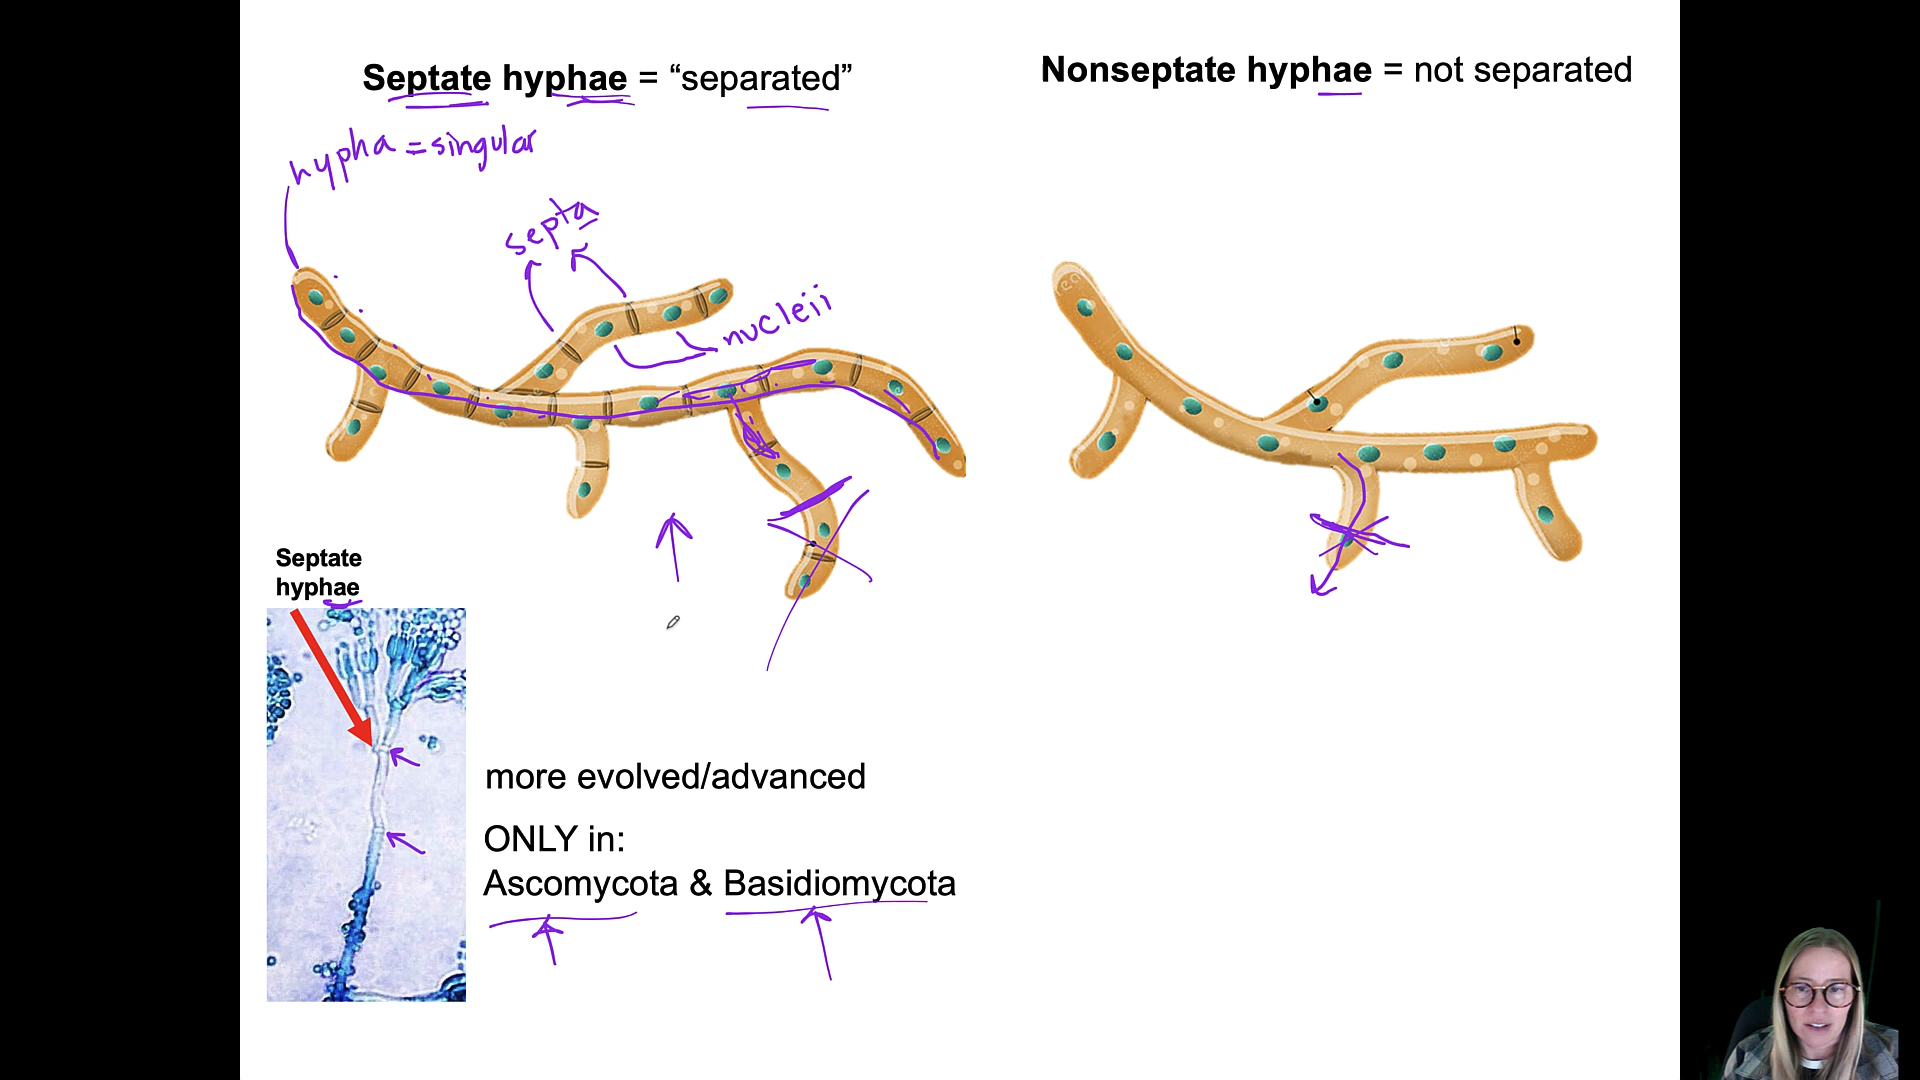 Septate hyphae = “separated”
hypha = singular
septa
nucleii
Septate
hyphae
more evolved/advanced
ONLY in:
Ascomycota & Basidiomycota
Nonseptate hyphae = not separated